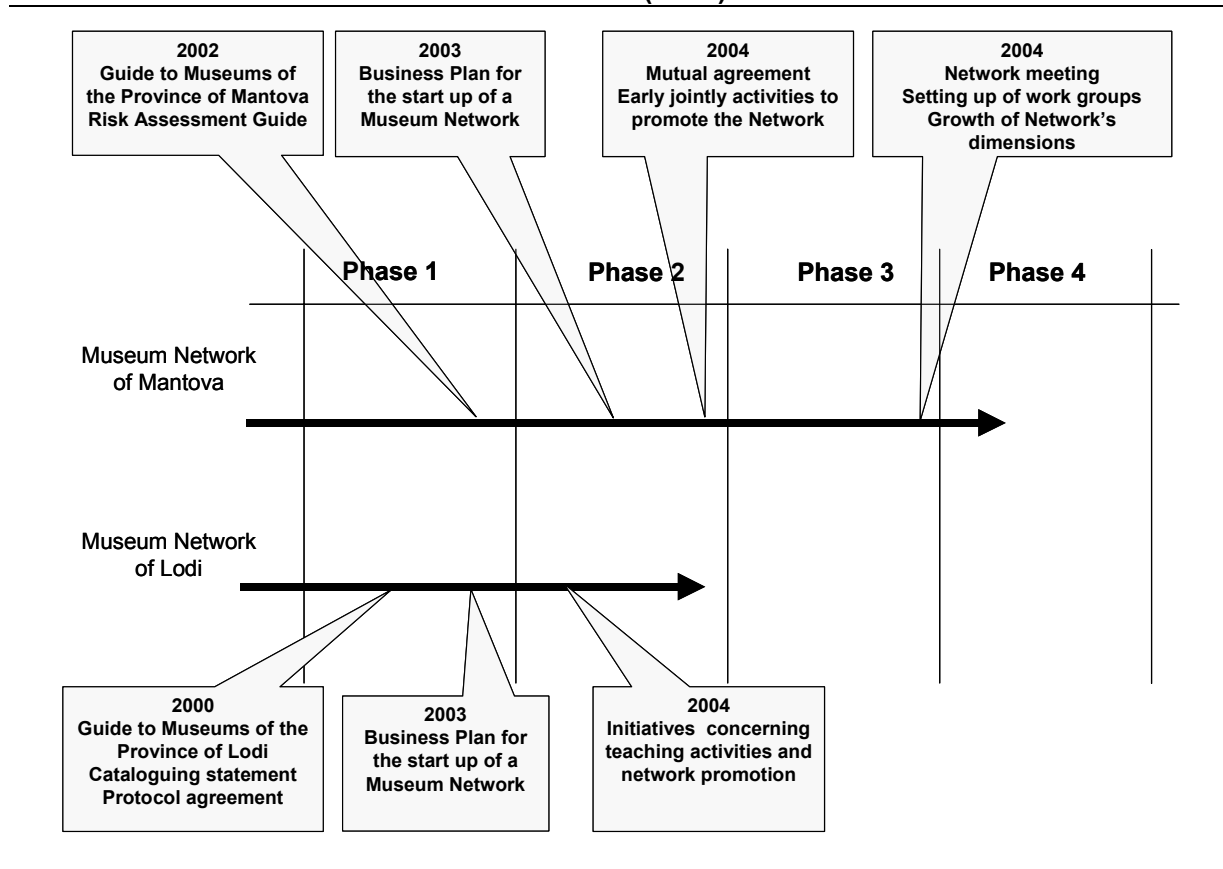 2002
Guide to Museums of
the Province of Mantova
Risk Assessment Guide
2003
Business Plan for
the start up of a
Museum Network
2004
Mutual agreement
Early jointly activities to
promote the Network
2004
Network meeting
Setting up of work groups
Growth of Network's
dimensions
Phase 1
Phase 2
Phase 3
Phase 4
Museum Network
of Mantova
Museum Network
of Lodi
2000
Guide to Museums of the
Province of Lodi
Cataloguing statement
Protocol agreement
2003
Business Plan for
the start up of a
Museum Network
2004
Initiatives concerning
teaching activities and
network promotion